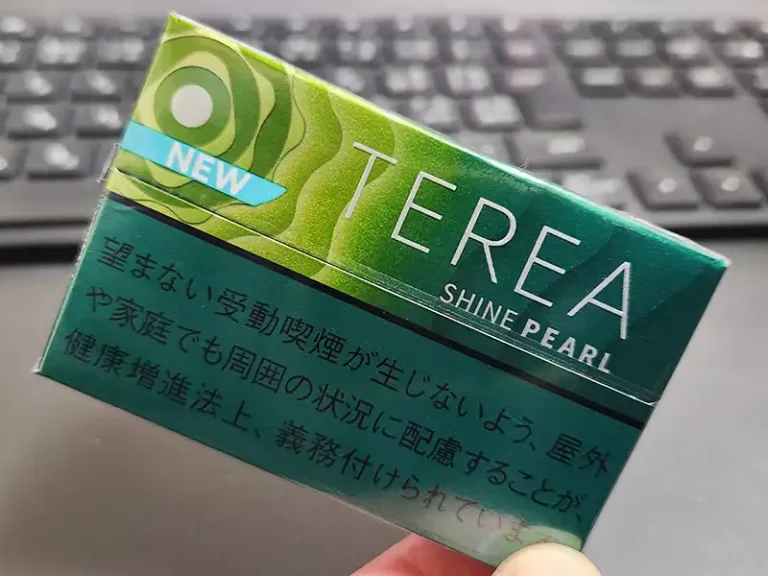 NEW
TEREA
SHINE PEARL
望まない受動喫煙が生じないよう、屋外
や家庭でも周囲の状況に配慮することが、
健康増進法上、義務付けられています。